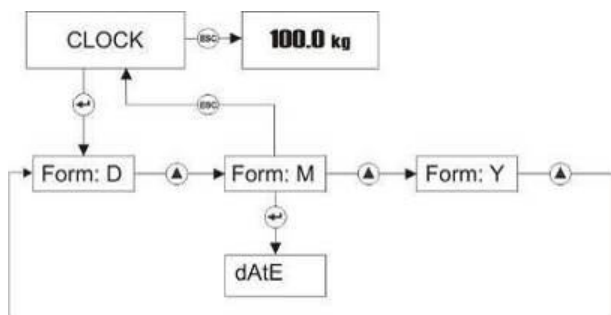 CLOCK
ESC
100.0 kg
ESC
Form: D
Form: M
Form: Y
dAtE